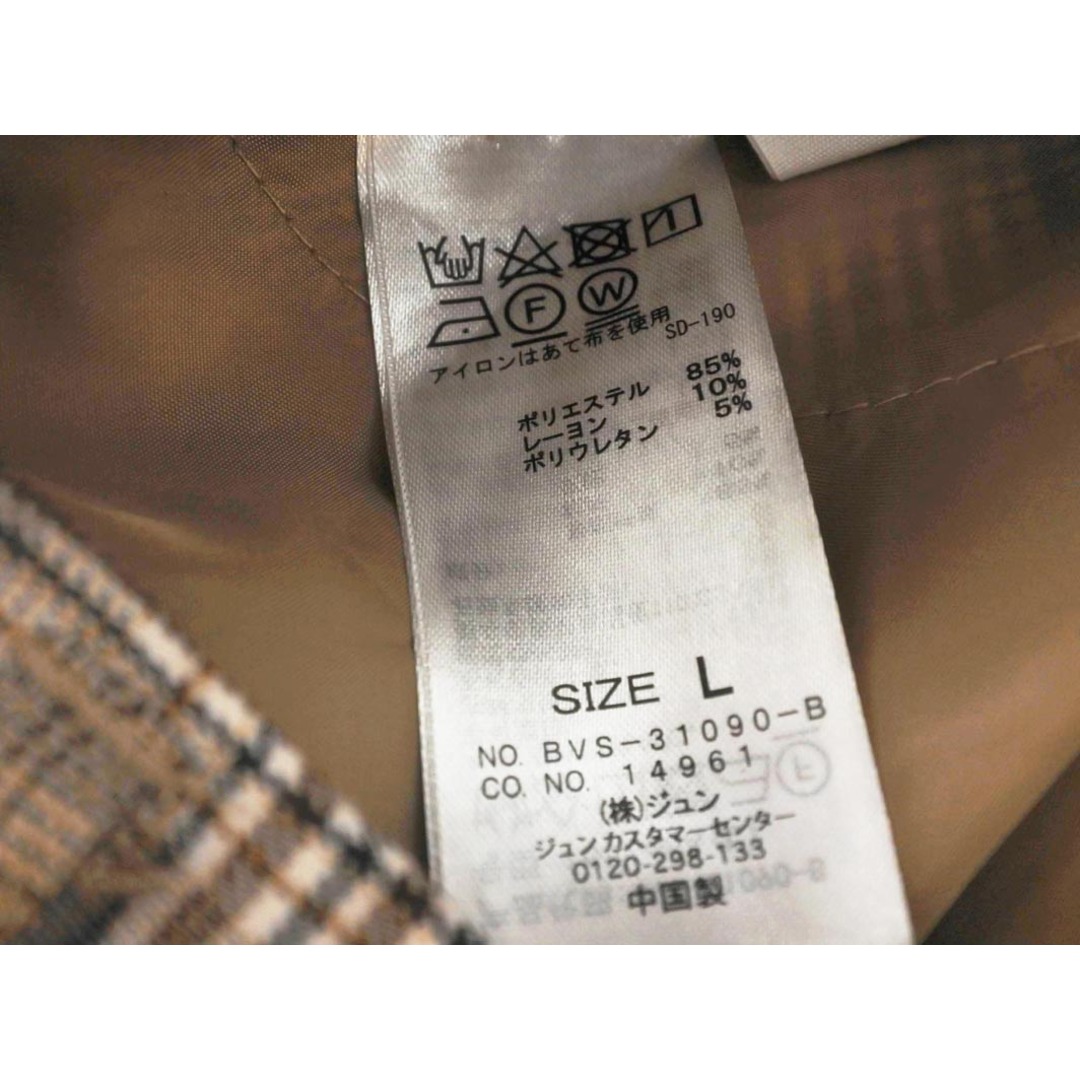 F W
アイロンはあて布を使用
SD-190
ポリエステル 85%
レーヨン 10%
ポリウレタン 5%
SIZE L
NO. BVS-31090-B
CO. NO. 14961
(株)ジュン
ジュンカスタマーセンター
0120-298-133
中国製